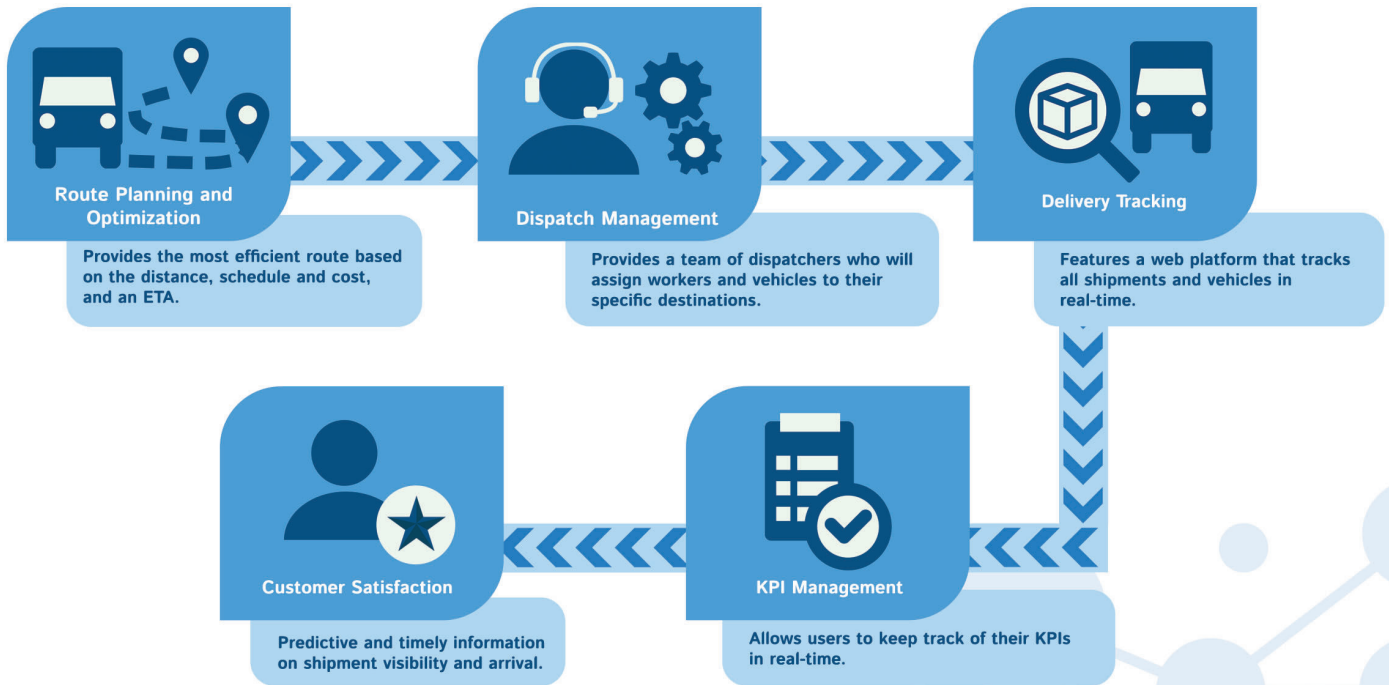 Route Planning and
Optimization
Provides the most efficient route based
on the distance, schedule and cost,
and an ETA.
Dispatch Management
Provides a team of dispatchers who will
assign workers and vehicles to their
specific destinations.
Delivery Tracking
Features a web platform that tracks
all shipments and vehicles in
real-time.
KPI Management
Allows users to keep track of their KPIs
in real-time.
Customer Satisfaction
Predictive and timely information
on shipment visibility and arrival.